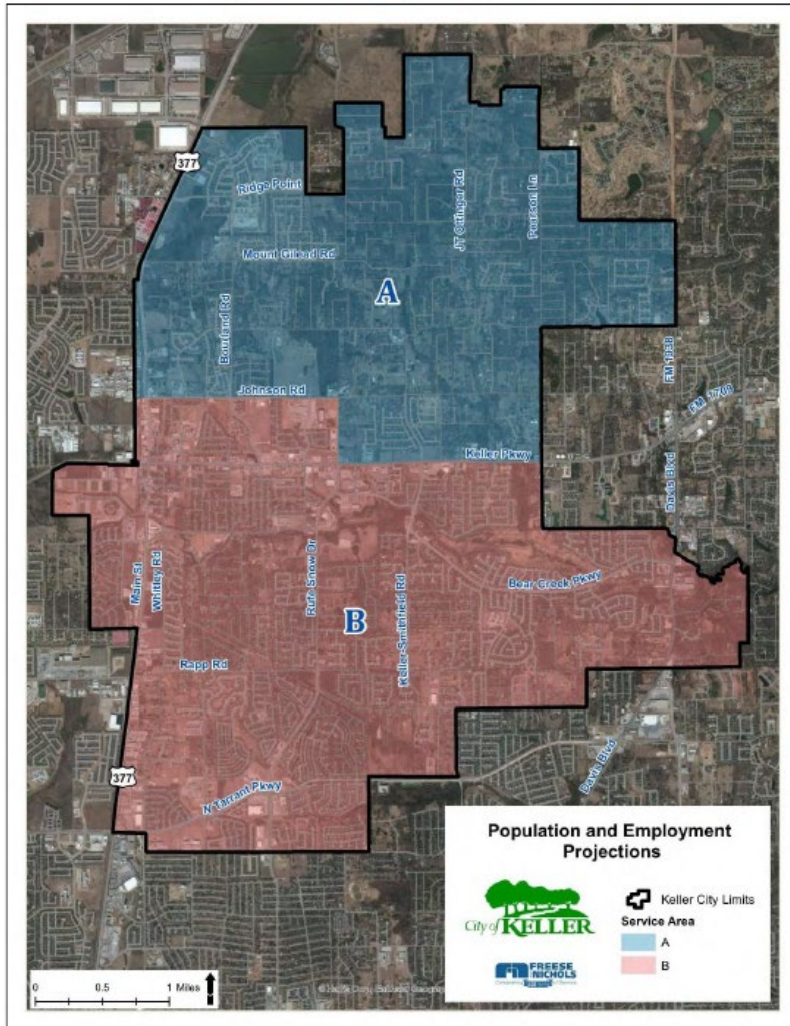 377
Ridge Point
JT Ottinger Rd
Pearson Ln
Mount Gilead Rd
A
Bourland Rd
Johnson Rd
FM 1938
FM 1709
Keller Pkwy
Davis Blvd
Main St
Whitley Rd
Rufe Snow Dr
Keller-Smithfield Rd
Bear Creek Pkwy
B
Rapp Rd
377
N Tarrant Pkwy
Davis Blvd
Population and Employment
Projections
City of KELLER
Keller City Limits
Service Area
A
B
FREESE
NICHOLS
0 0.5 1 Miles